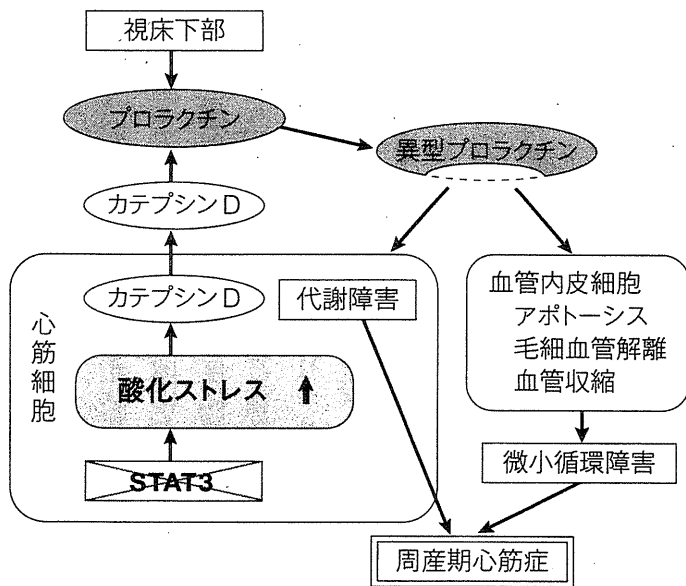 視床下部
プロラクチン
異型プロラクチン
カテプシン D
カテプシン D
代謝障害
血管内皮細胞
アポトーシス
毛細血管解離
血管収縮
心筋細胞
酸化ストレス ⬆
STAT3
微小循環障害
周産期心筋症